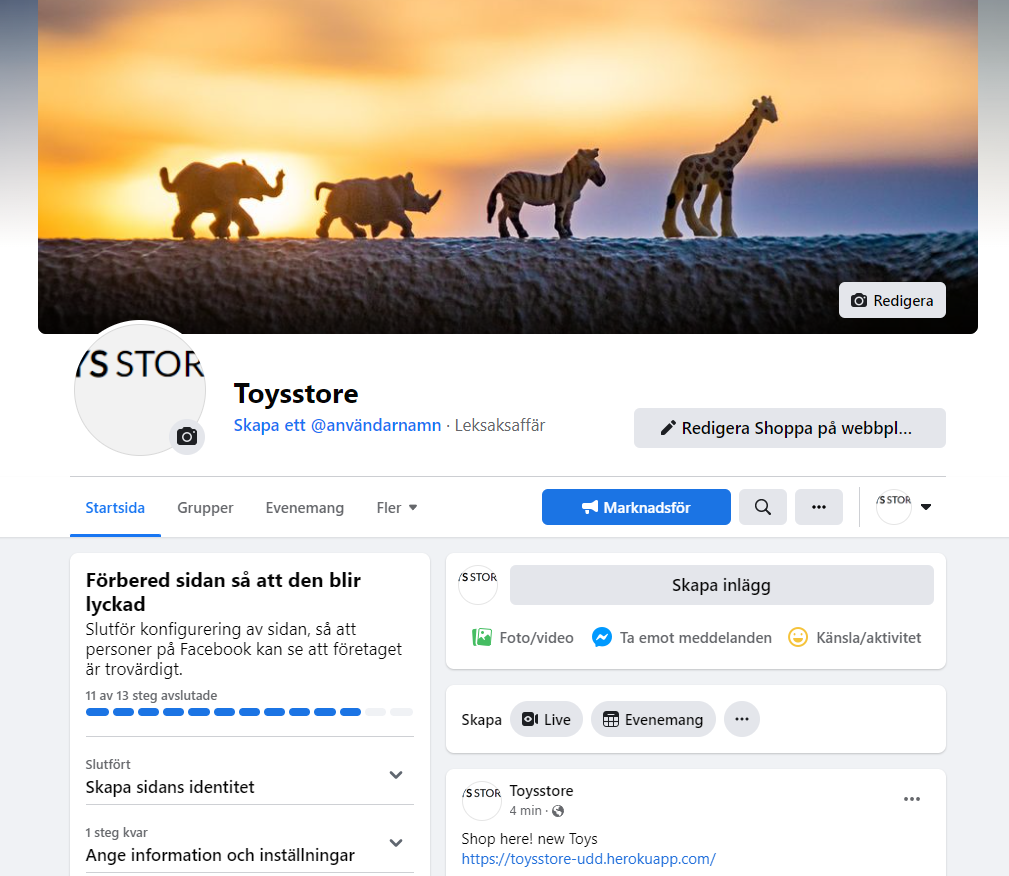 Redigera
YS STOR
Toysstore
Skapa ett @användarnamn · Leksaksaffär
Redigera Shoppa på webbpl...
Startsida
Grupper
Evenemang
Fler
Marknadsför
YS STOR
Förbered sidan så att den blir
lyckad
Slutför konfigurering av sidan, så att
personer på Facebook kan se att företaget
är trovärdigt.
11 av 13 steg avslutade
Slutfört
Skapa sidans identitet
1 steg kvar
Ange information och inställningar
YS STOR
Skapa inlägg
Foto/video
Ta emot meddelanden
Känsla/aktivitet
Skapa
Live
Evenemang
YS STOR
Toysstore
4 min ·
Shop here! new Toys
https://toysstore-udd.herokuapp.com/